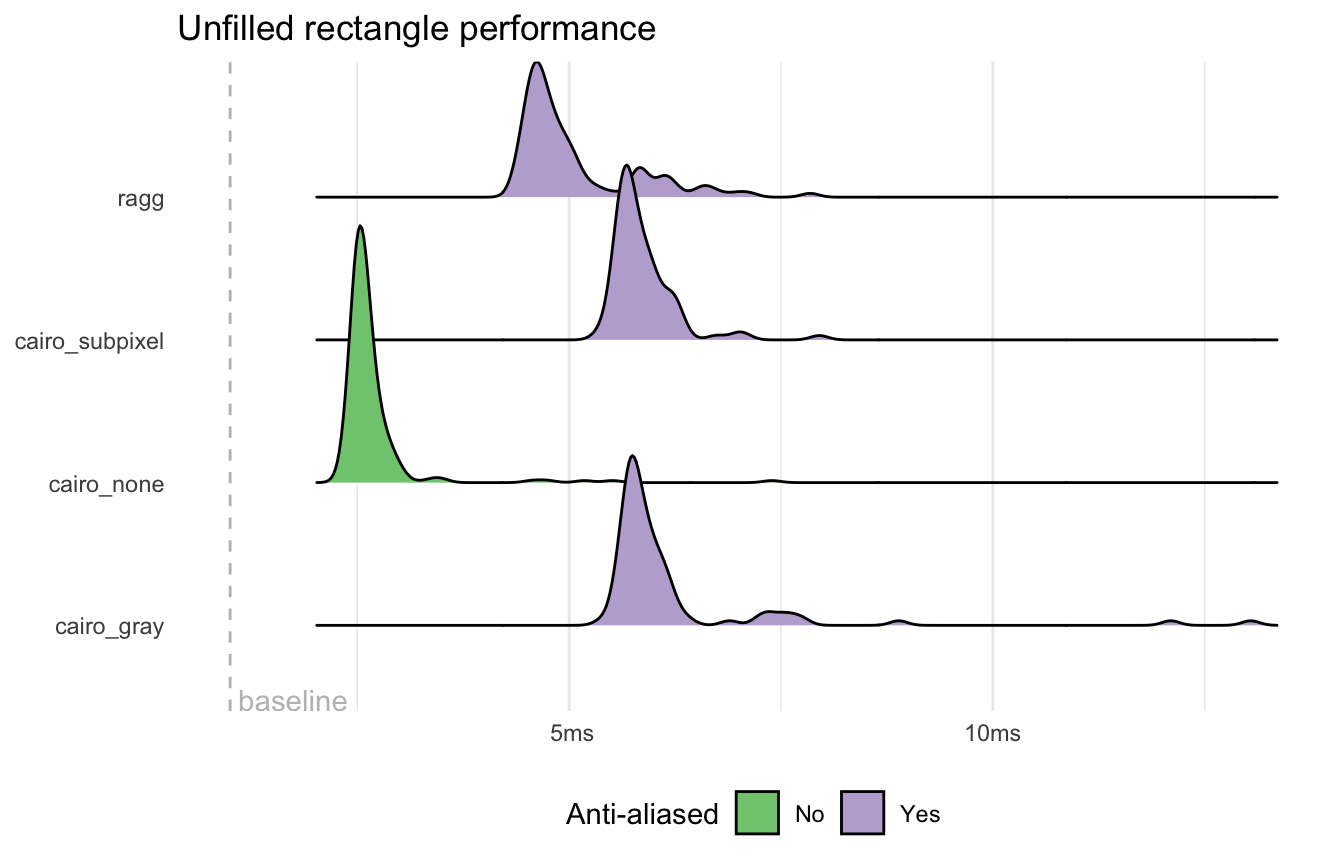 Unfilled rectangle performance
ragg
cairo_subpixel
cairo_none
cairo_gray
baseline
5ms 10ms
Anti-aliased No Yes